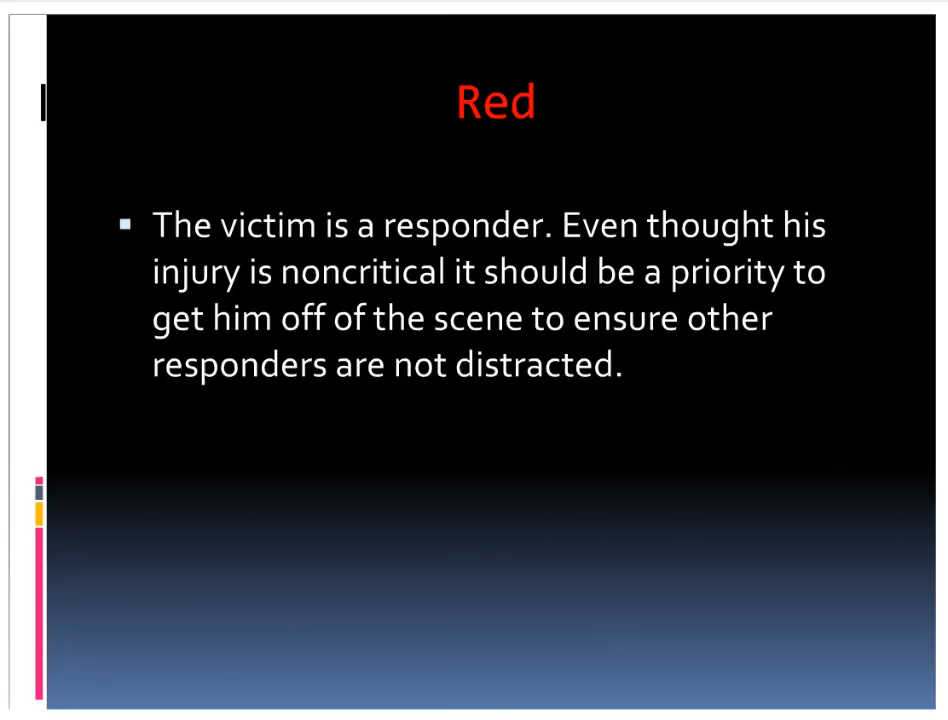 Red
The victim is a responder. Even thought his
injury is noncritical it should be a priority to
get him off of the scene to ensure other
responders are not distracted.